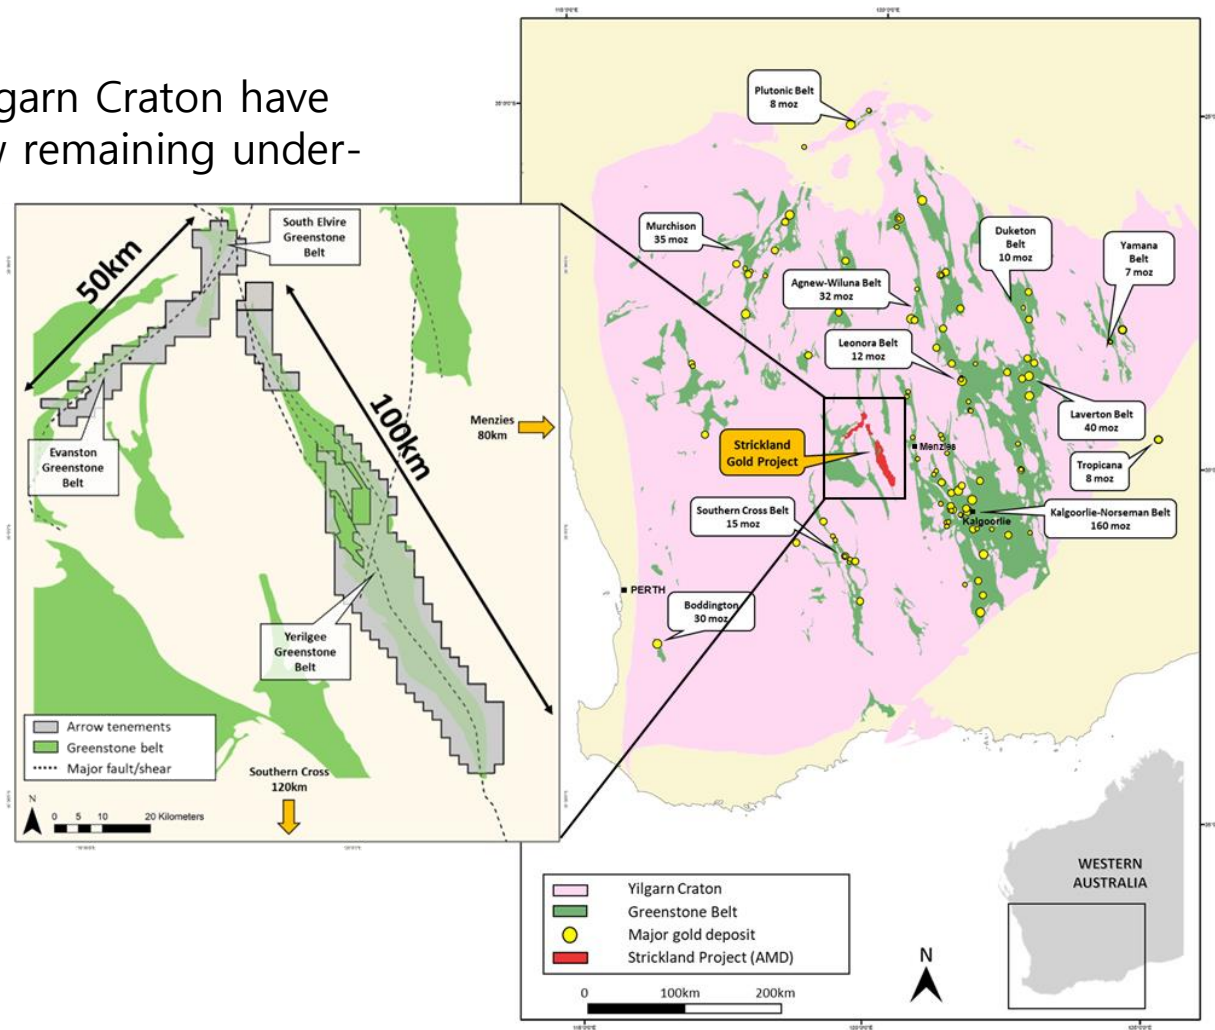 lgarn Craton have
remaining under-
South Elvire
Greenstone
Belt
50km
100km
Evanston
Greenstone
Belt
Yerilgee
Greenstone
Belt
Menzies
80km
Arrow tenements
Greenstone belt
Major fault/shear
Southern Cross
120km
N
0 5 10 20 Kilometers
Plutonic Belt
8 moz
Murchison
35 moz
Duketon
Belt
10 moz
Yamana
Belt
7 moz
Agnew-Wiluna Belt
32 moz
Leonora Belt
12 moz
Laverton Belt
40 moz
Strickland
Gold Project
Menzies
Tropicana
8 moz
Southern Cross Belt
15 moz
Kalgoorlie
Kalgoorlie-Norseman Belt
160 moz
PERTH
Boddington
30 moz
WESTERN
AUSTRALIA
Yilgarn Craton
Greenstone Belt
Major gold deposit
Strickland Project (AMD)
N
0 100km 200km